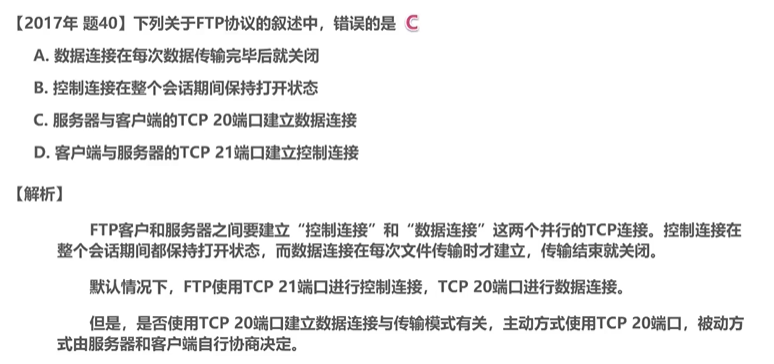 【2017年 题40】下列关于FTP协议的叙述中，错误的是 C
A. 数据连接在每次数据传输完毕后就关闭
B. 控制连接在整个会话期间保持打开状态
C. 服务器与客户端的TCP 20端口建立数据连接
D. 客户端与服务器的TCP 21端口建立控制连接
【解析】
FTP客户和服务器之间要建立“控制连接”和“数据连接”这两个并行的TCP连接。控制连接在
整个会话期间都保持打开状态，而数据连接在每次文件传输时才建立，传输结束就关闭。
默认情况下，FTP使用TCP 21端口进行控制连接，TCP 20端口进行数据连接。
但是，是否使用TCP 20端口建立数据连接与传输模式有关，主动方式使用TCP 20端口，被动方
式由服务器和客户端自行协商决定。